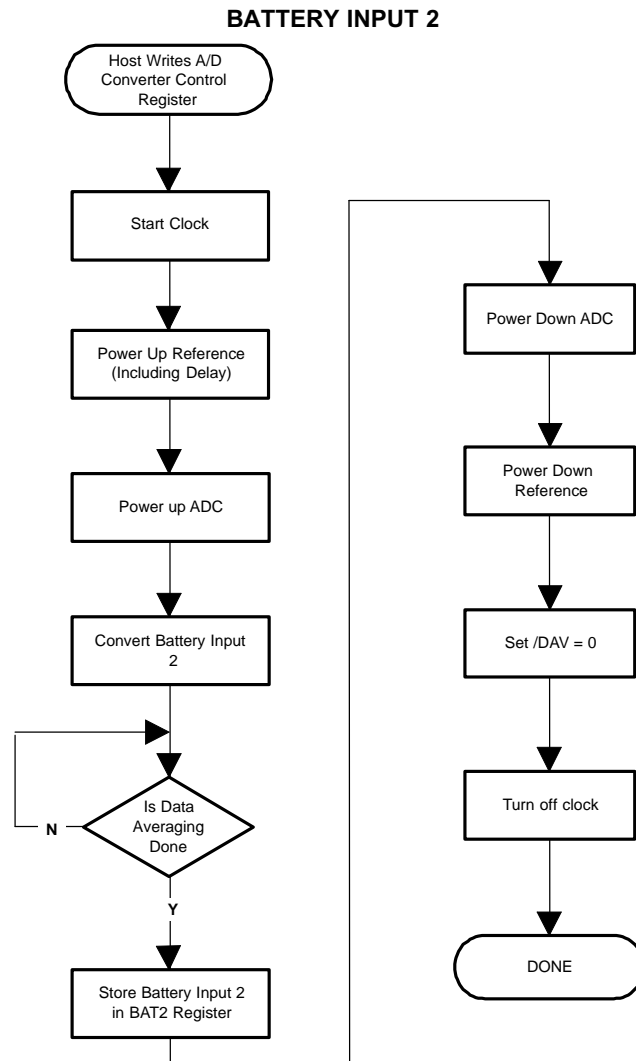 BATTERY INPUT 2
Host Writes A/D
Converter Control
Register
Start Clock
Power Up Reference
(Including Delay)
Power up ADC
Convert Battery Input
2
Is Data
Averaging
Done
N
Y
Store Battery Input 2
in BAT2 Register
Power Down ADC
Power Down
Reference
Set /DAV = 0
Turn off clock
DONE